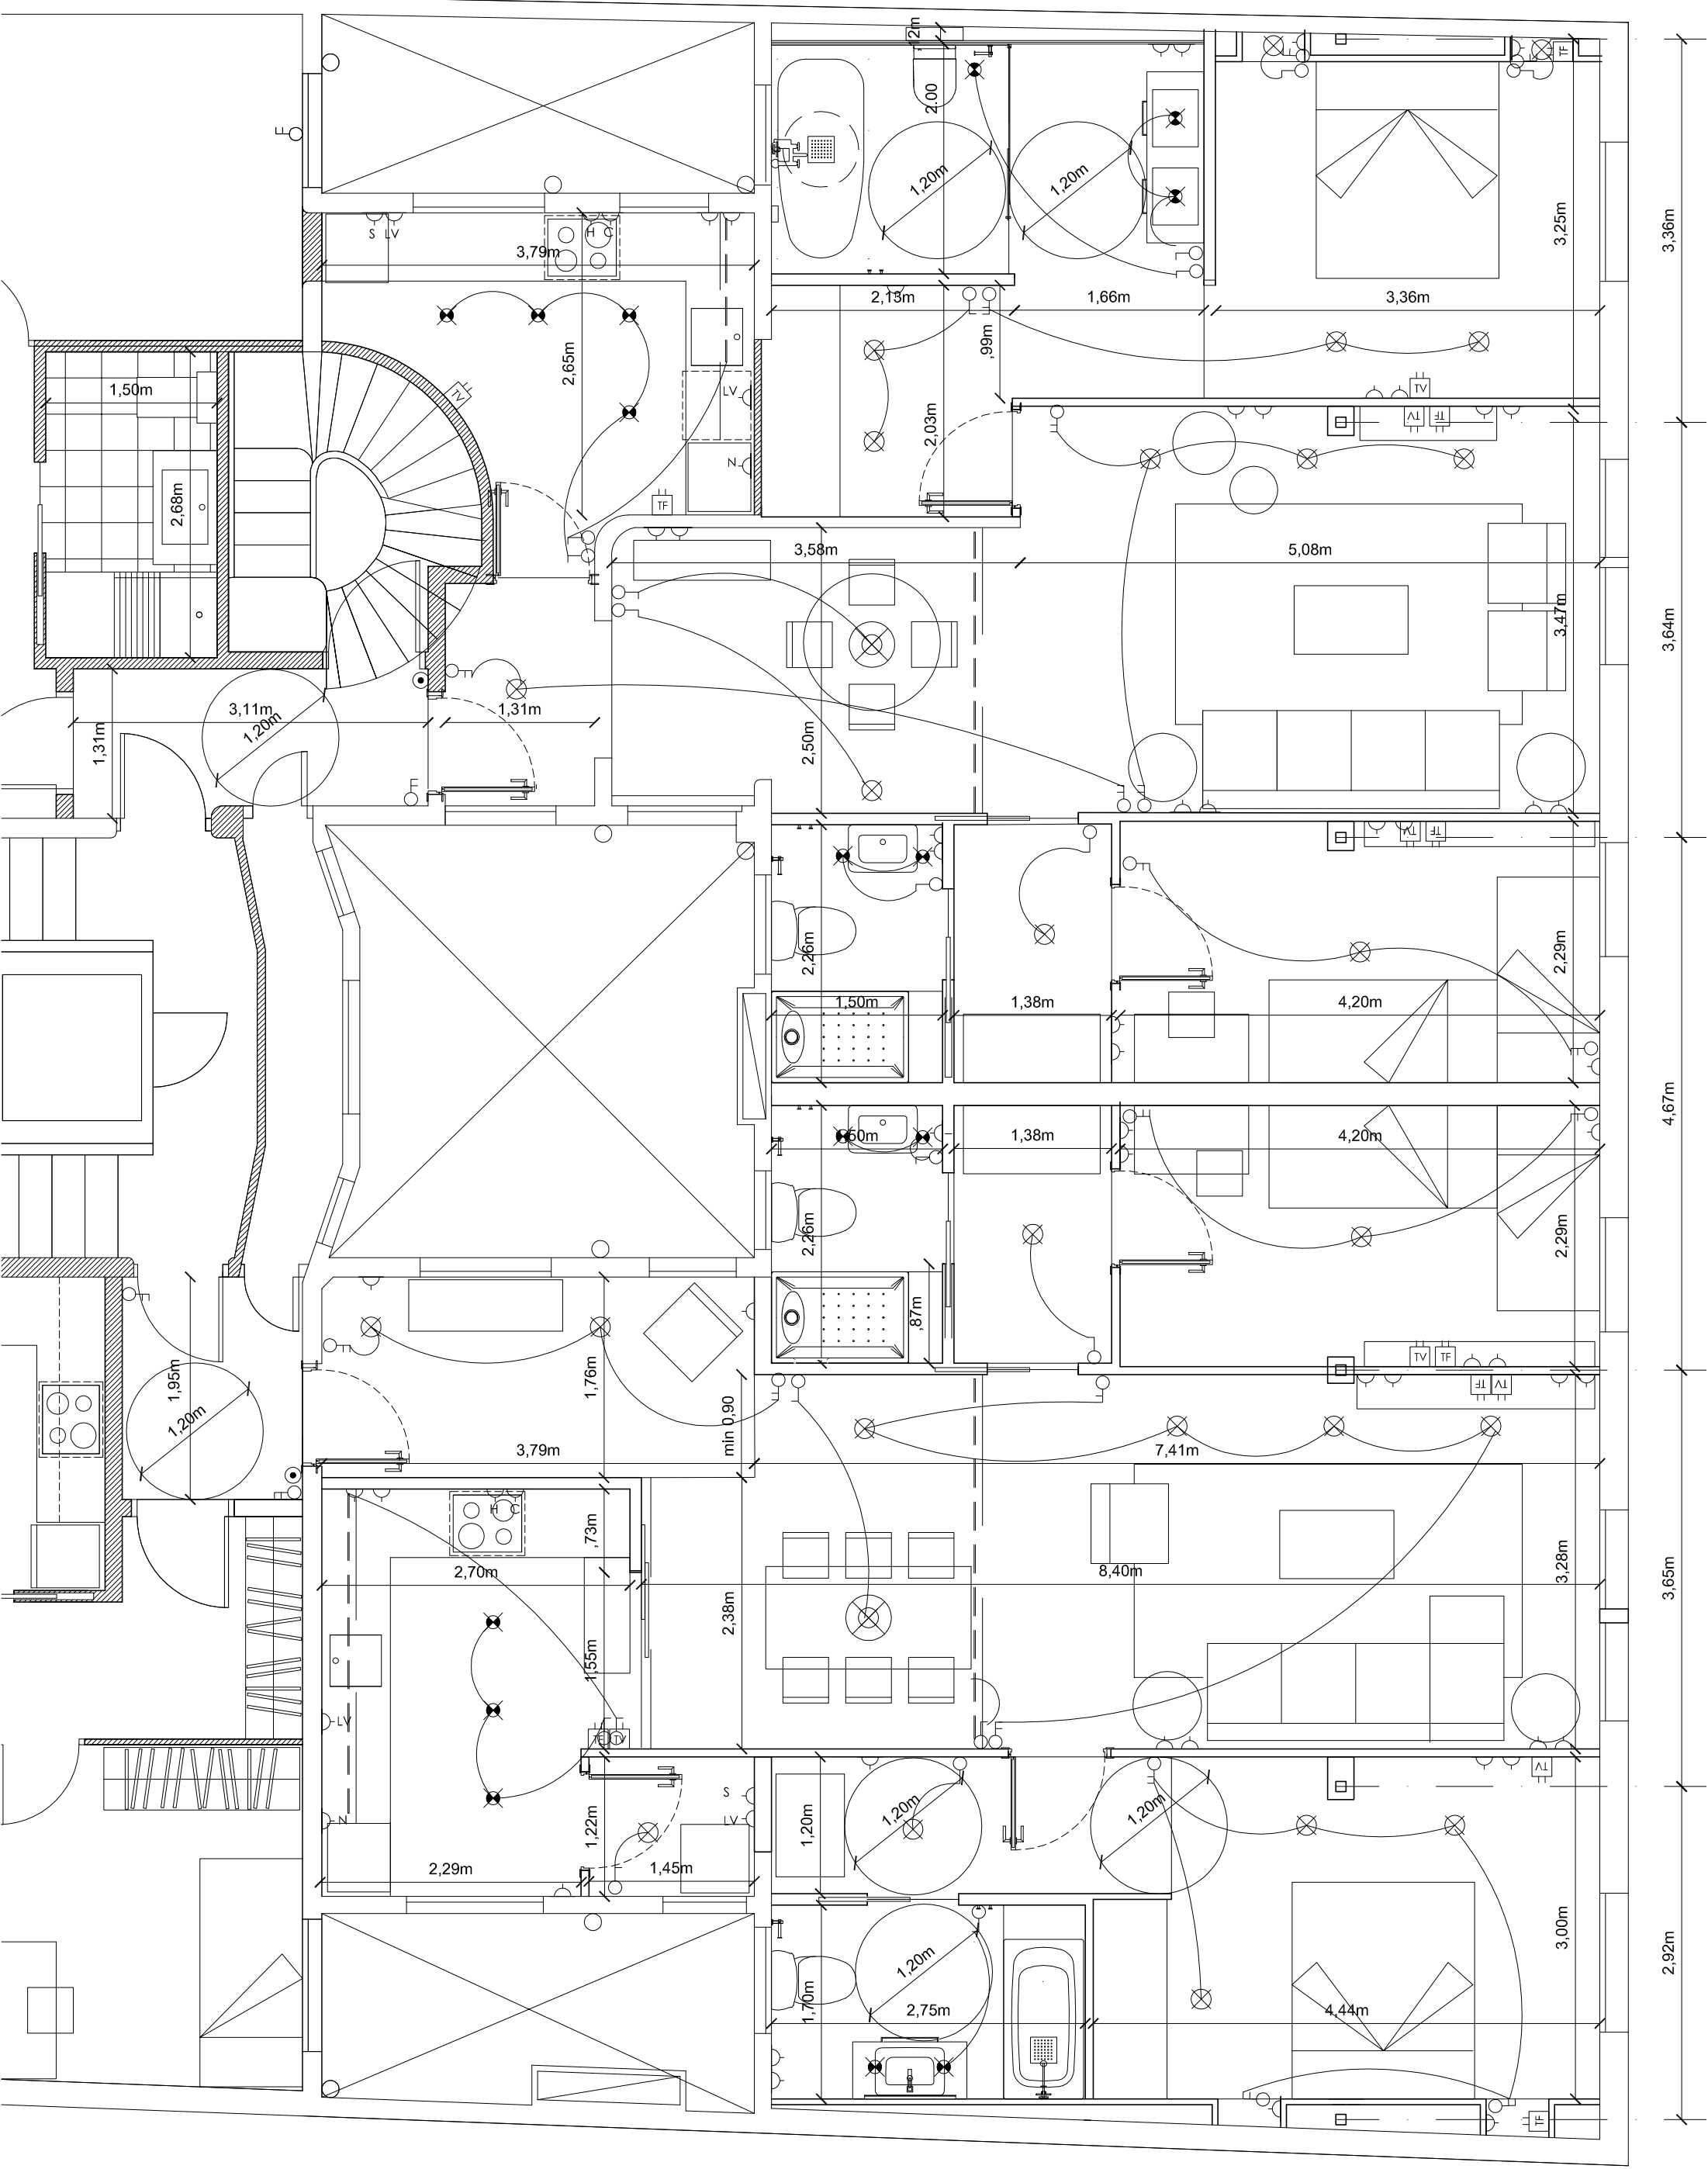 12m
2.00
1,20m
1,20m
TF
F
S LV
H C
3,79m
3,25m
3,36m
2,13m
1,66m
3,36m
,99m
2,65m
1,50m
TV
LV
TV
TV
TF
2,03m
N
2,68m
TF
3,58m
5,08m
3,47m
3,64m
3,11m
1,20m
1,31m
1,31m
2,50m
F
TV
TF
2,26m
2,29m
1,50m
1,38m
4,20m
4,67m
50m
1,38m
4,20m
2,26m
2,29m
,87m
TV
TF
1,95m
1,20m
1,76m
min 0,90
TF
TV
3,79m
7,41m
H C
,73m
2,70m
8,40m
3,28m
3,65m
2,38m
1,55m
LV
TF
TV
S
LV
N
1,22m
1,20m
1,20m
1,20m
TV
2,29m
1,45m
3,00m
2,92m
1,20m
1,70m
2,75m
4,44m
TF